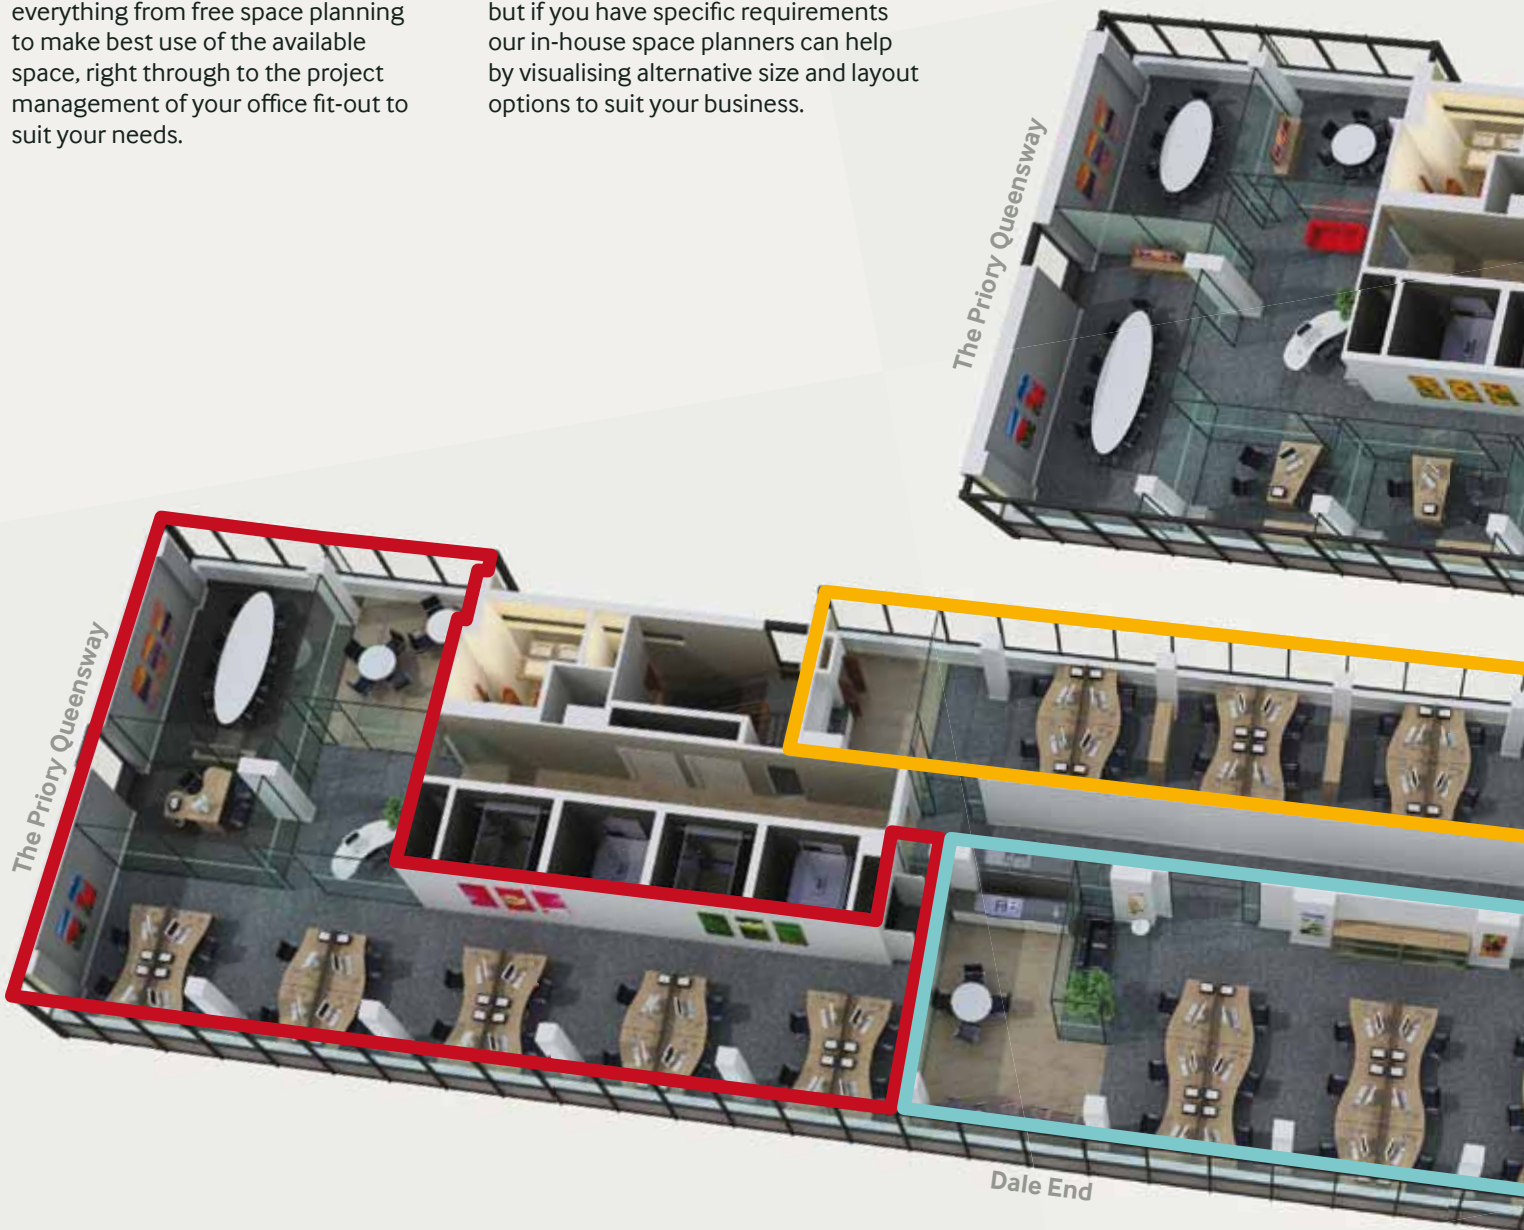 everything from free space planning
to make best use of the available
space, right through to the project
management of your office fit-out to
suit your needs.
but if you have specific requirements
our in-house space planners can help
by visualising alternative size and layout
options to suit your business.
The Priory Queensway
The Priory Queensway
Dale End